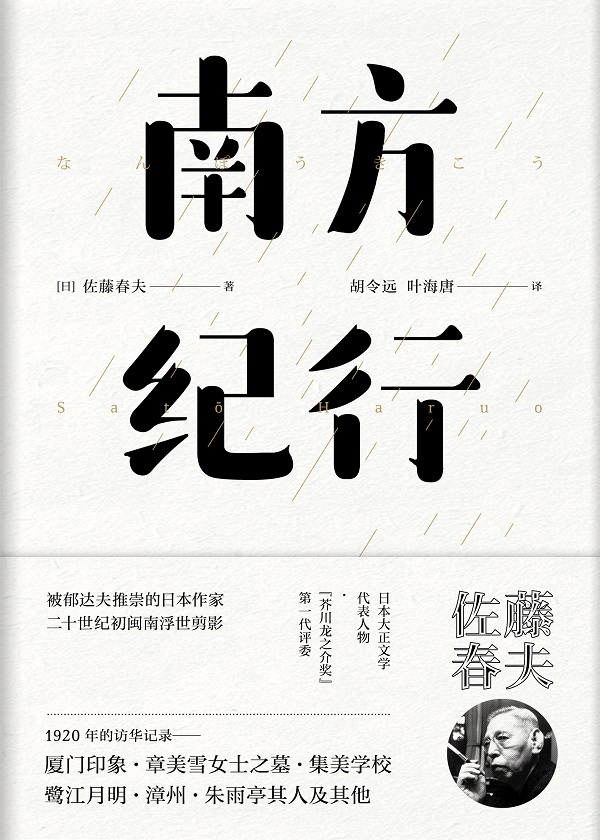 南方
なんぽうきこう
[日] 佐藤春夫——著
胡令远 叶海唐——译
纪行
Satō Haruo
被郁达夫推崇的日本作家
二十世纪初闽南浮世剪影
日本大正文学
代表人物
·
『芥川龙之介奖』
第一代评委
佐藤
春夫
1920 年的访华记录——
厦门印象·章美雪女士之墓·集美学校
鹭江月明·漳州·朱雨亭其人及其他